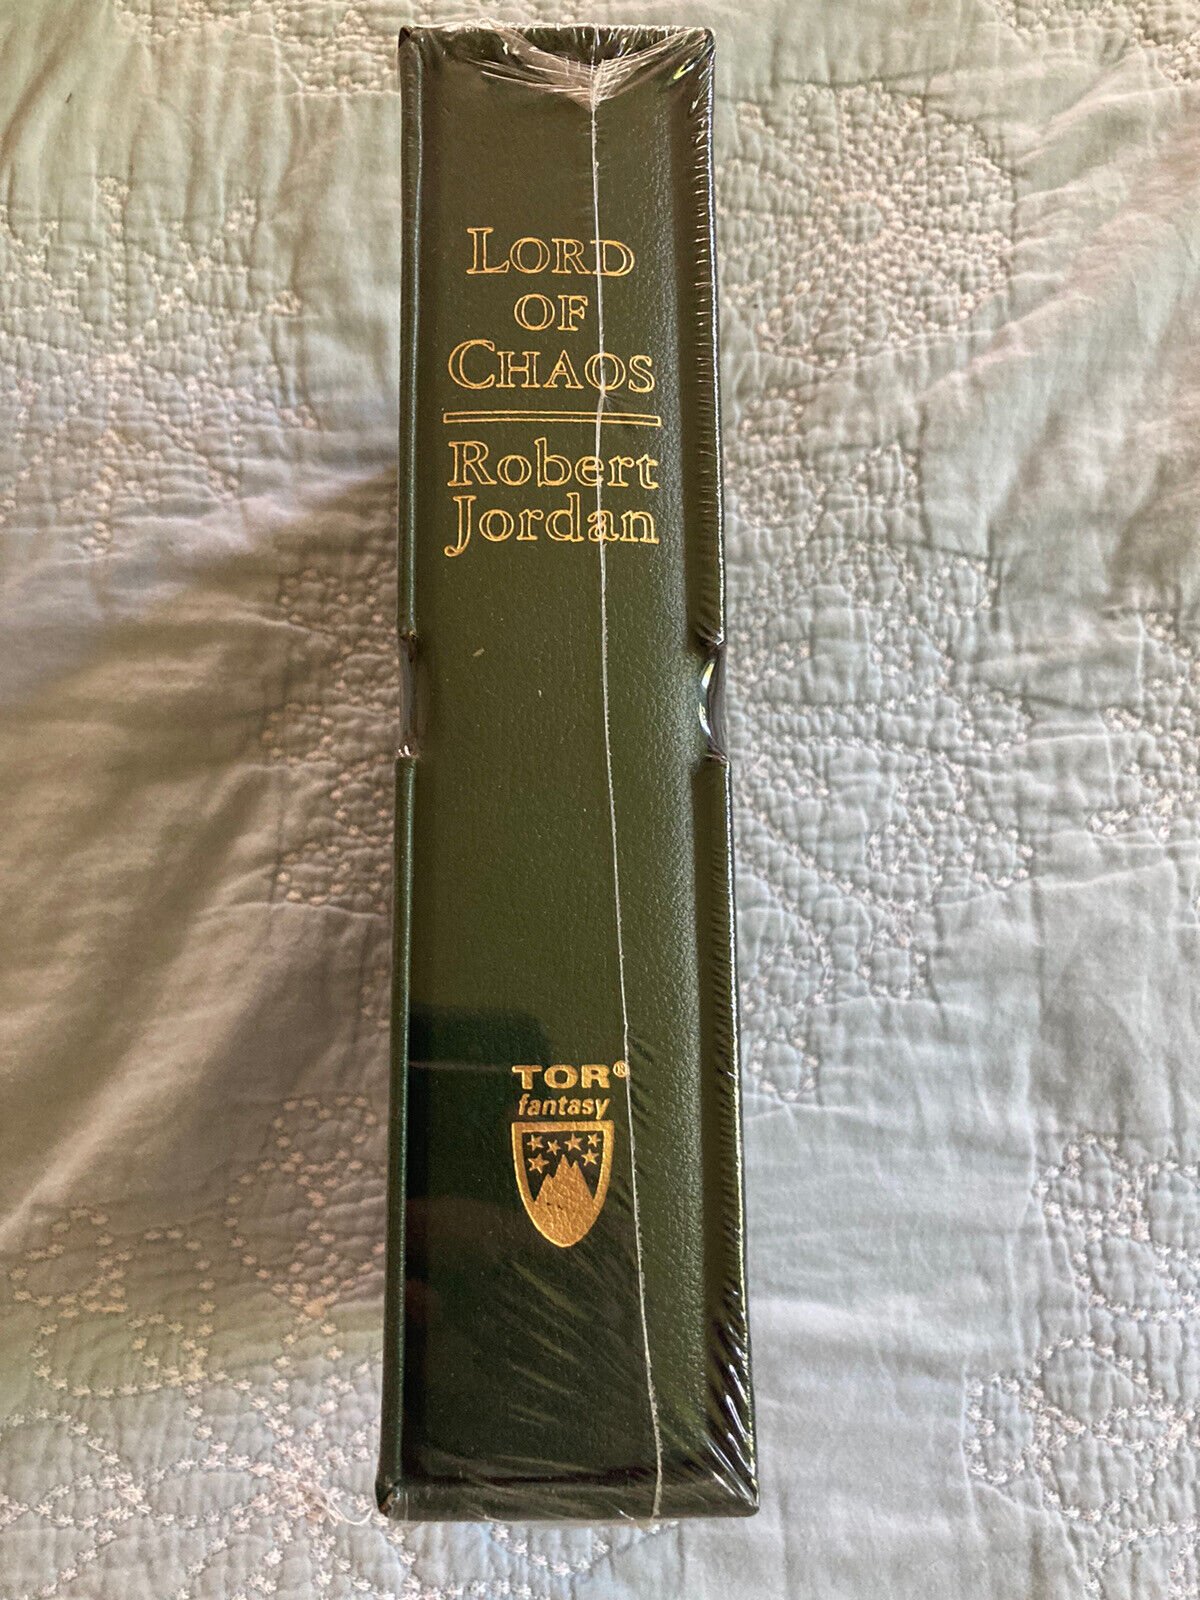 LORD
OF
CHAOS
Robert
Jordan
TOR®
fantasy